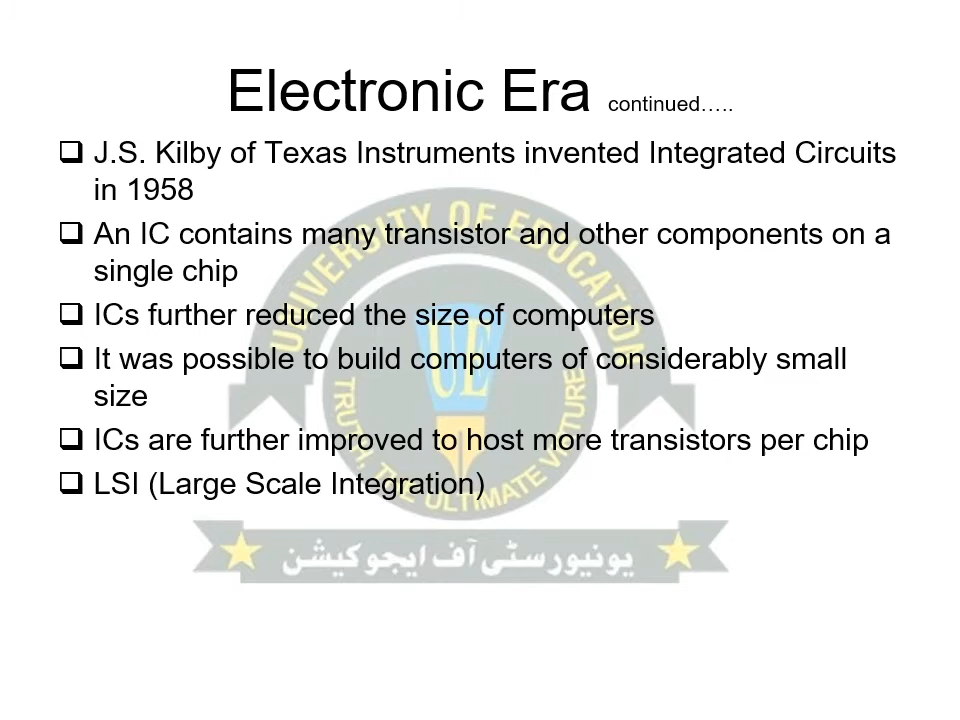 Electronic Era continued…..
❑ J.S. Kilby of Texas Instruments invented Integrated Circuits
in 1958
❑ An IC contains many transistor and other components on a
single chip
❑ ICs further reduced the size of computers
❑ It was possible to build computers of considerably small
size
❑ ICs are further improved to host more transistors per chip
❑ LSI (Large Scale Integration)
UNIVERSITY OF EDUCATION
UE
TRUTH, THE ULTIMATE VIRTURE
یونیورسٹی آف ایجوکیشن